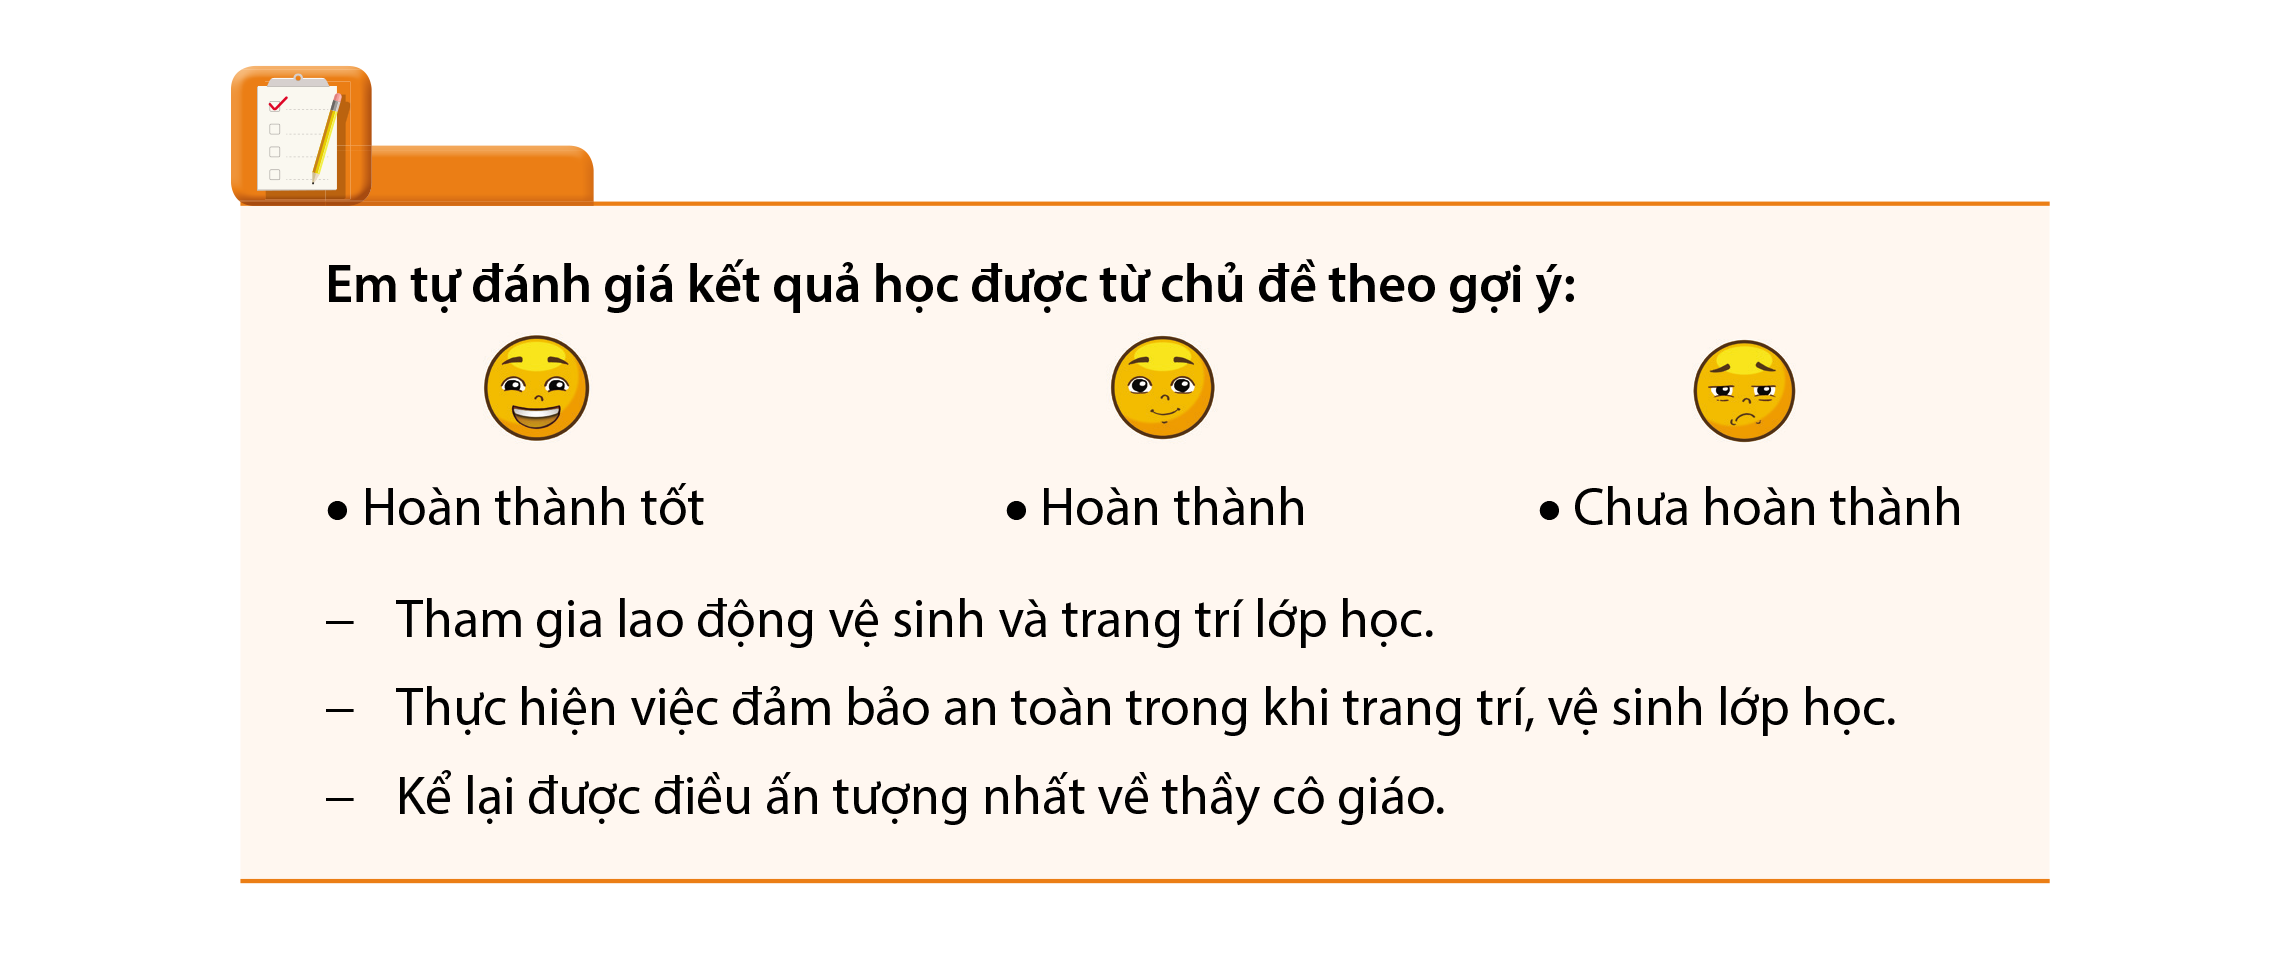 Em tự đánh giá kết quả học được từ chủ đề theo gợi ý:
• Hoàn thành tốt • Hoàn thành • Chưa hoàn thành
– Tham gia lao động vệ sinh và trang trí lớp học.
– Thực hiện việc đảm bảo an toàn trong khi trang trí, vệ sinh lớp học.
– Kể lại được điều ấn tượng nhất về thầy cô giáo.